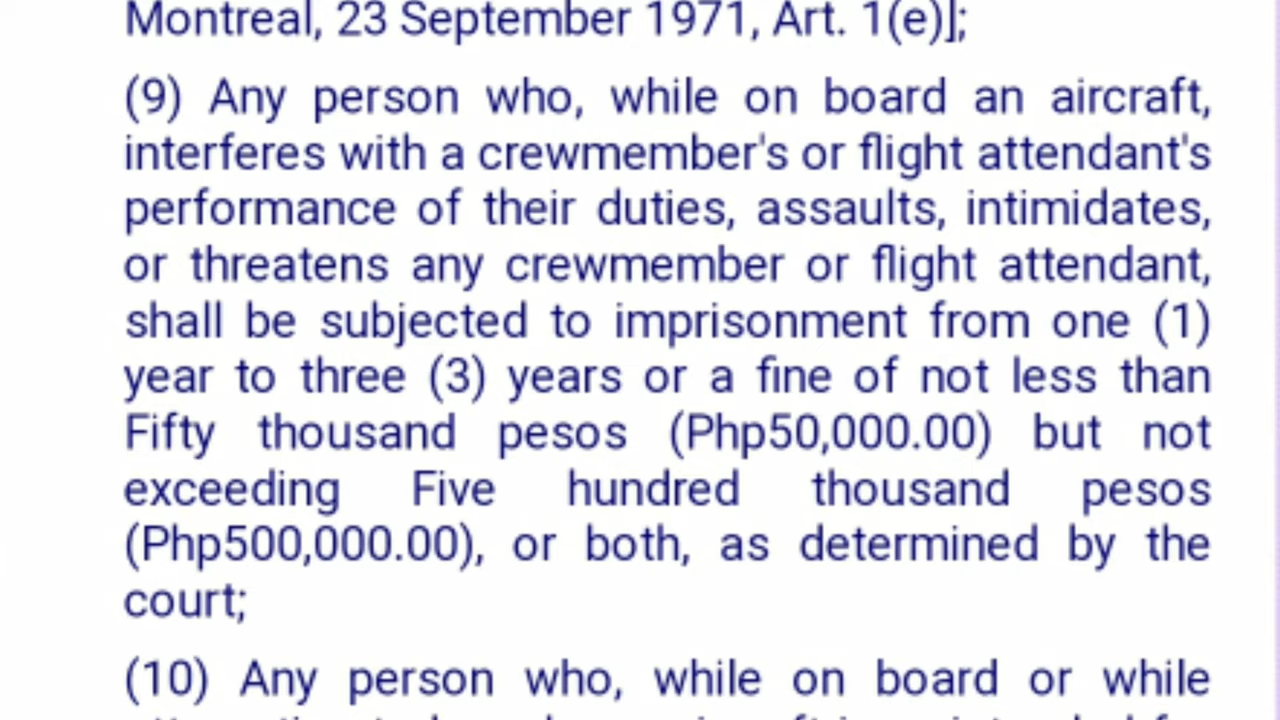 Montreal, 23 September 1971, Art. 1(e)];
(9) Any person who, while on board an aircraft,
interferes with a crewmember's or flight attendant's
performance of their duties, assaults, intimidates,
or threatens any crewmember or flight attendant,
shall be subjected to imprisonment from one (1)
year to three (3) years or a fine of not less than
Fifty thousand pesos (Php50,000.00) but not
exceeding Five hundred thousand pesos
(Php500,000.00), or both, as determined by the
court;
(10) Any person who, while on board or while